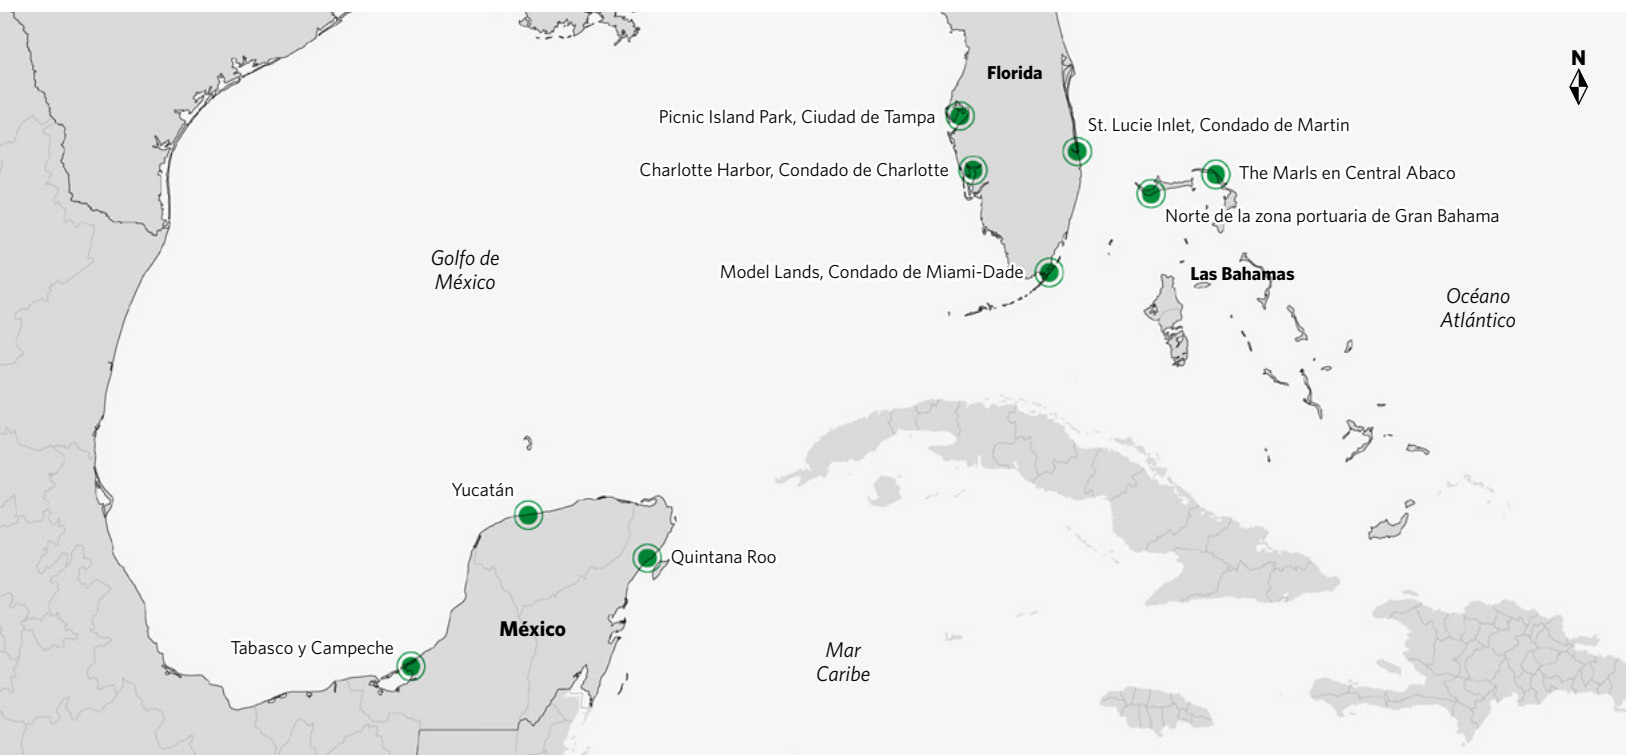 N
Florida
Picnic Island Park, Ciudad de Tampa
St. Lucie Inlet, Condado de Martin
Charlotte Harbor, Condado de Charlotte
The Marls en Central Abaco
Norte de la zona portuaria de Gran Bahama
Golfo de
México
Model Lands, Condado de Miami-Dade
Las Bahamas
Océano
Atlántico
Yucatán
Quintana Roo
México
Tabasco y Campeche
Mar
Caribe